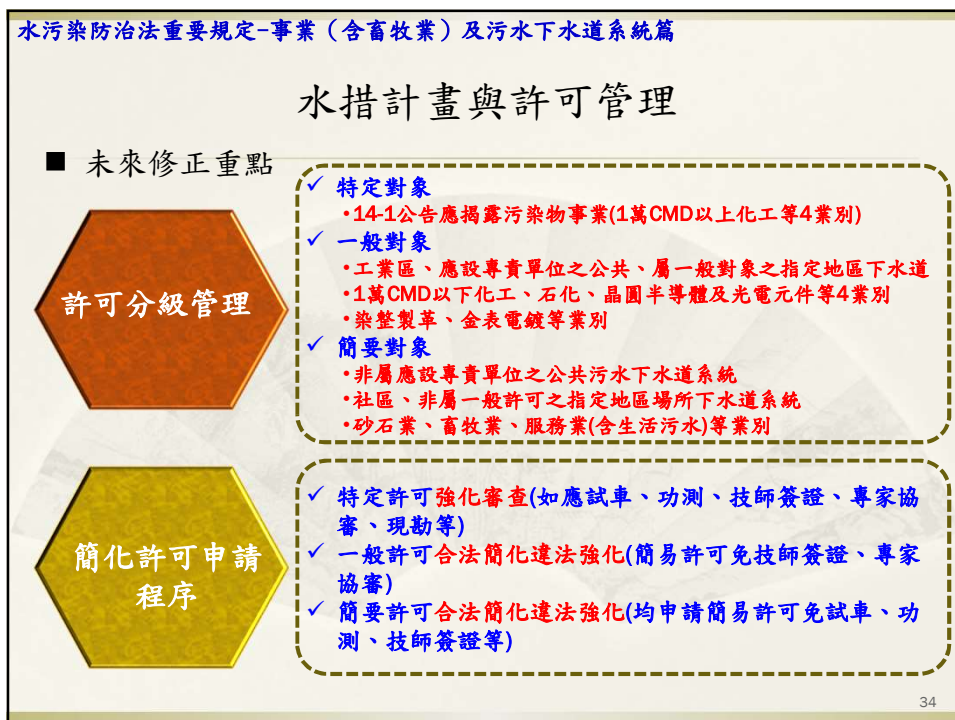 水污染防治法重要規定-事業（含畜牧業）及污水下水道系統篇
水措計畫與許可管理
■ 未來修正重點
許可分級管理
✓ 特定對象
•14-1公告應揭露污染物事業(1萬CMD以上化工等4業別)
✓ 一般對象
•工業區、應設專責單位之公共、屬一般對象之指定地區下水道
•1萬CMD以下化工、石化、晶圓半導體及光電元件等4業別
•染整製革、金表電鍍等業別
✓ 簡要對象
•非屬應設專責單位之公共污水下水道系統
•社區、非屬一般許可之指定地區場所下水道系統
•砂石業、畜牧業、服務業(含生活污水)等業別
簡化許可申請
程序
✓ 特定許可強化審查(如應試車、功測、技師簽證、專家協
審、現勘等)
✓ 一般許可合法簡化違法強化(簡易許可免技師簽證、專家
協審)
✓ 簡要許可合法簡化違法強化(均申請簡易許可免試車、功
測、技師簽證等)
34